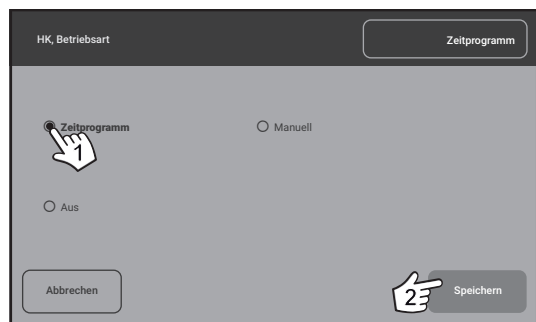 HK, Betriebsart
Zeitprogramm
Zeitprogramm
Manuell
1
Aus
Abbrechen
2
Speichern